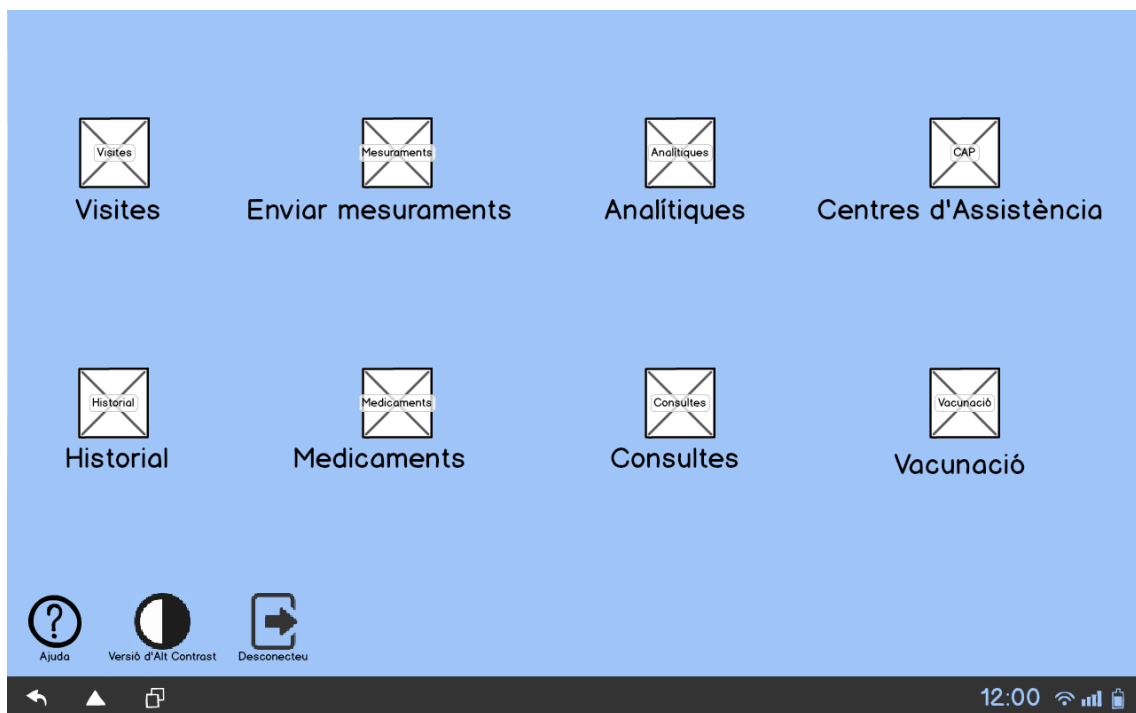 Visites
Mesuraments
Analítiques
CAP
Visites
Enviar mesuraments
Analítiques
Centres d'Assistència
Historial
Medicaments
Consultes
Vacunació
Historial
Medicaments
Consultes
Vacunació
Ajuda
Versió d'Alt Contrast
Desconecteu
12:00